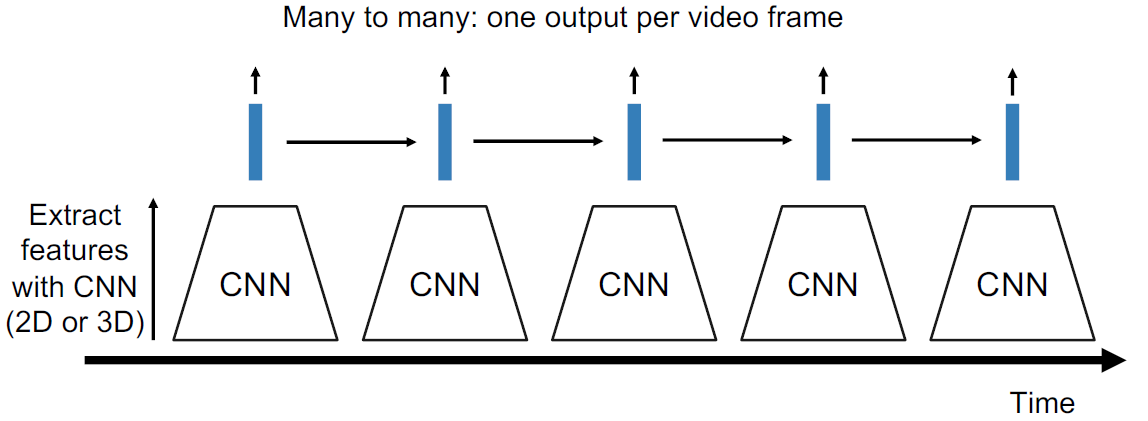 Many to many: one output per video frame
Extract
features
with CNN
(2D or 3D)
CNN
CNN
CNN
CNN
CNN
Time